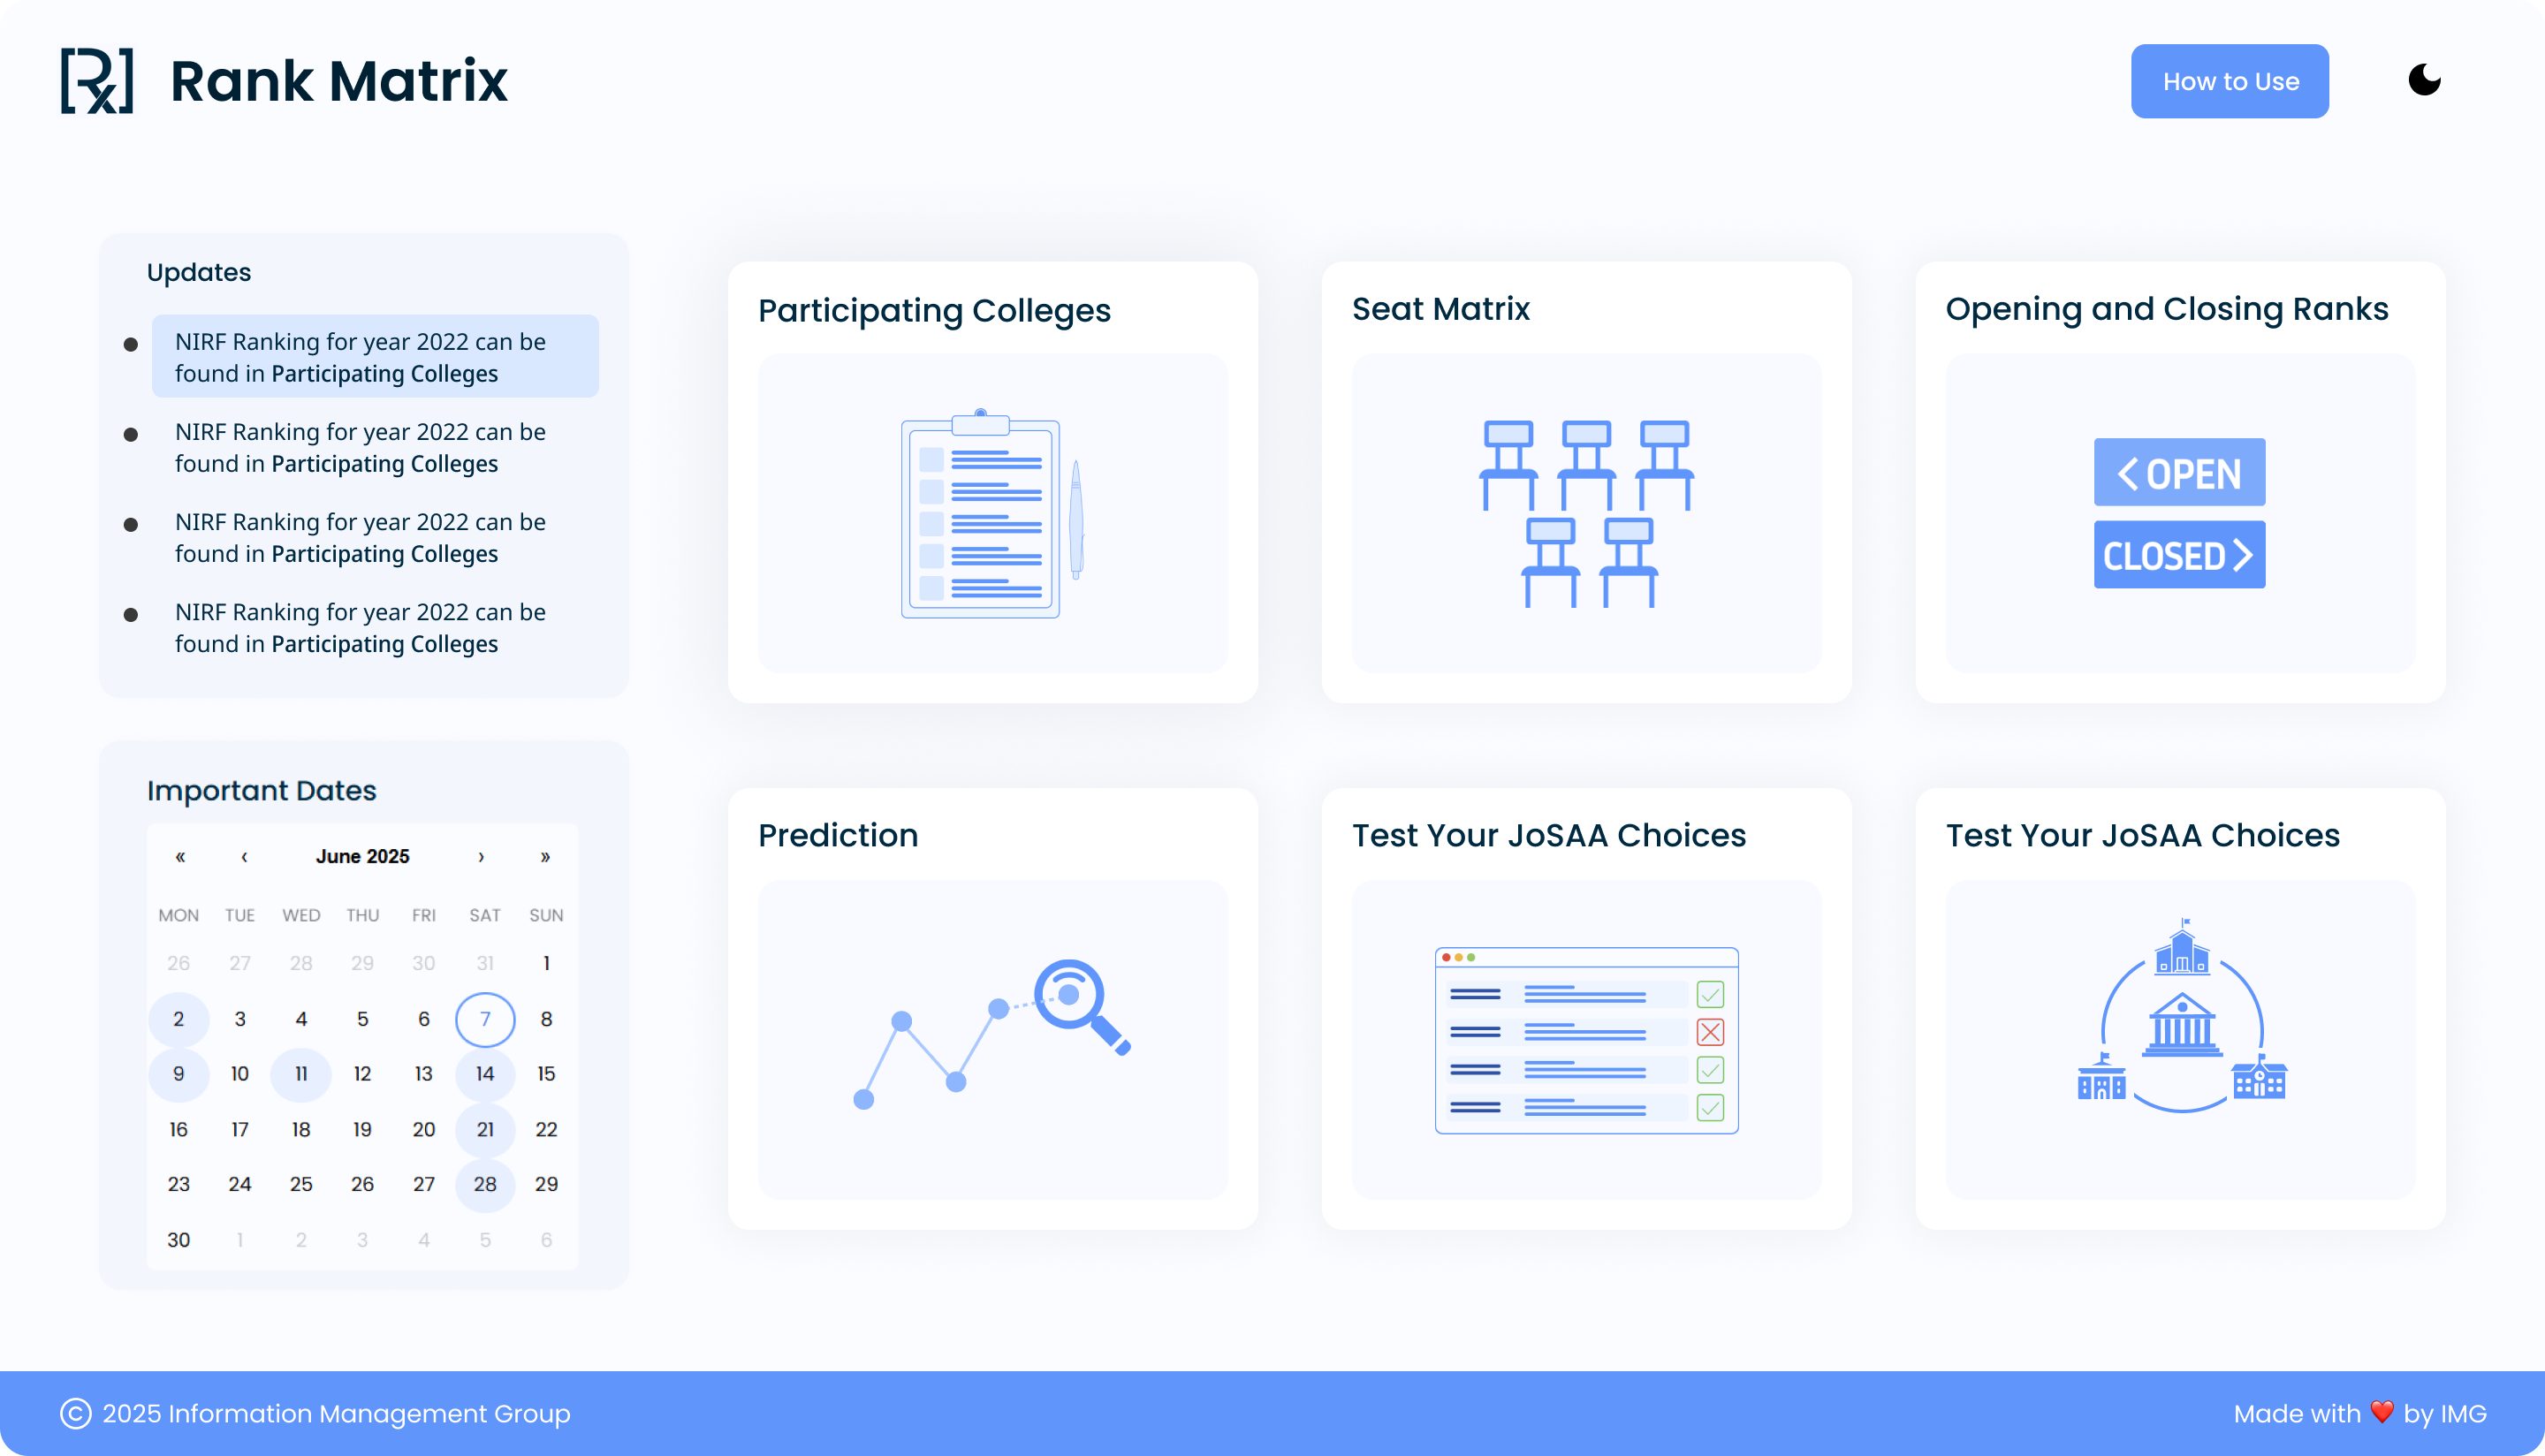 Rx Rank Matrix
How to Use
Updates
NIRF Ranking for year 2022 can be
found in Participating Colleges
NIRF Ranking for year 2022 can be
found in Participating Colleges
NIRF Ranking for year 2022 can be
found in Participating Colleges
NIRF Ranking for year 2022 can be
found in Participating Colleges
Important Dates
« ‹ June 2025 › »
MON TUE WED THU FRI SAT SUN
26 27 28 29 30 31 1
2 3 4 5 6 7 8
9 10 11 12 13 14 15
16 17 18 19 20 21 22
23 24 25 26 27 28 29
30 1 2 3 4 5 6
Participating Colleges
Seat Matrix
Opening and Closing Ranks
< OPEN
CLOSED >
Prediction
Test Your JoSAA Choices
Test Your JoSAA Choices
© 2025 Information Management Group
Made with ❤️ by IMG